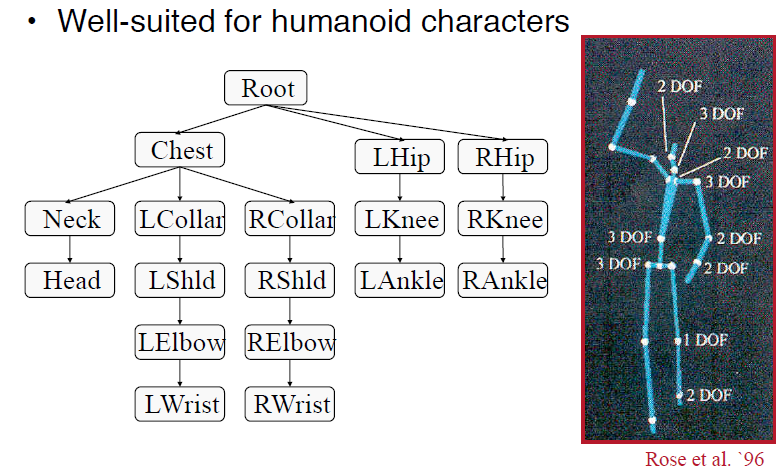 • Well-suited for humanoid characters
Root
Chest
LHip
RHip
Neck
LCollar
RCollar
LKnee
RKnee
Head
LShld
RShld
LAnkle
RAnkle
LElbow
RElbow
LWrist
RWrist
2 DOF
3 DOF
2 DOF
3 DOF
3 DOF
2 DOF
3 DOF
2 DOF
1 DOF
2 DOF
Rose et al. `96